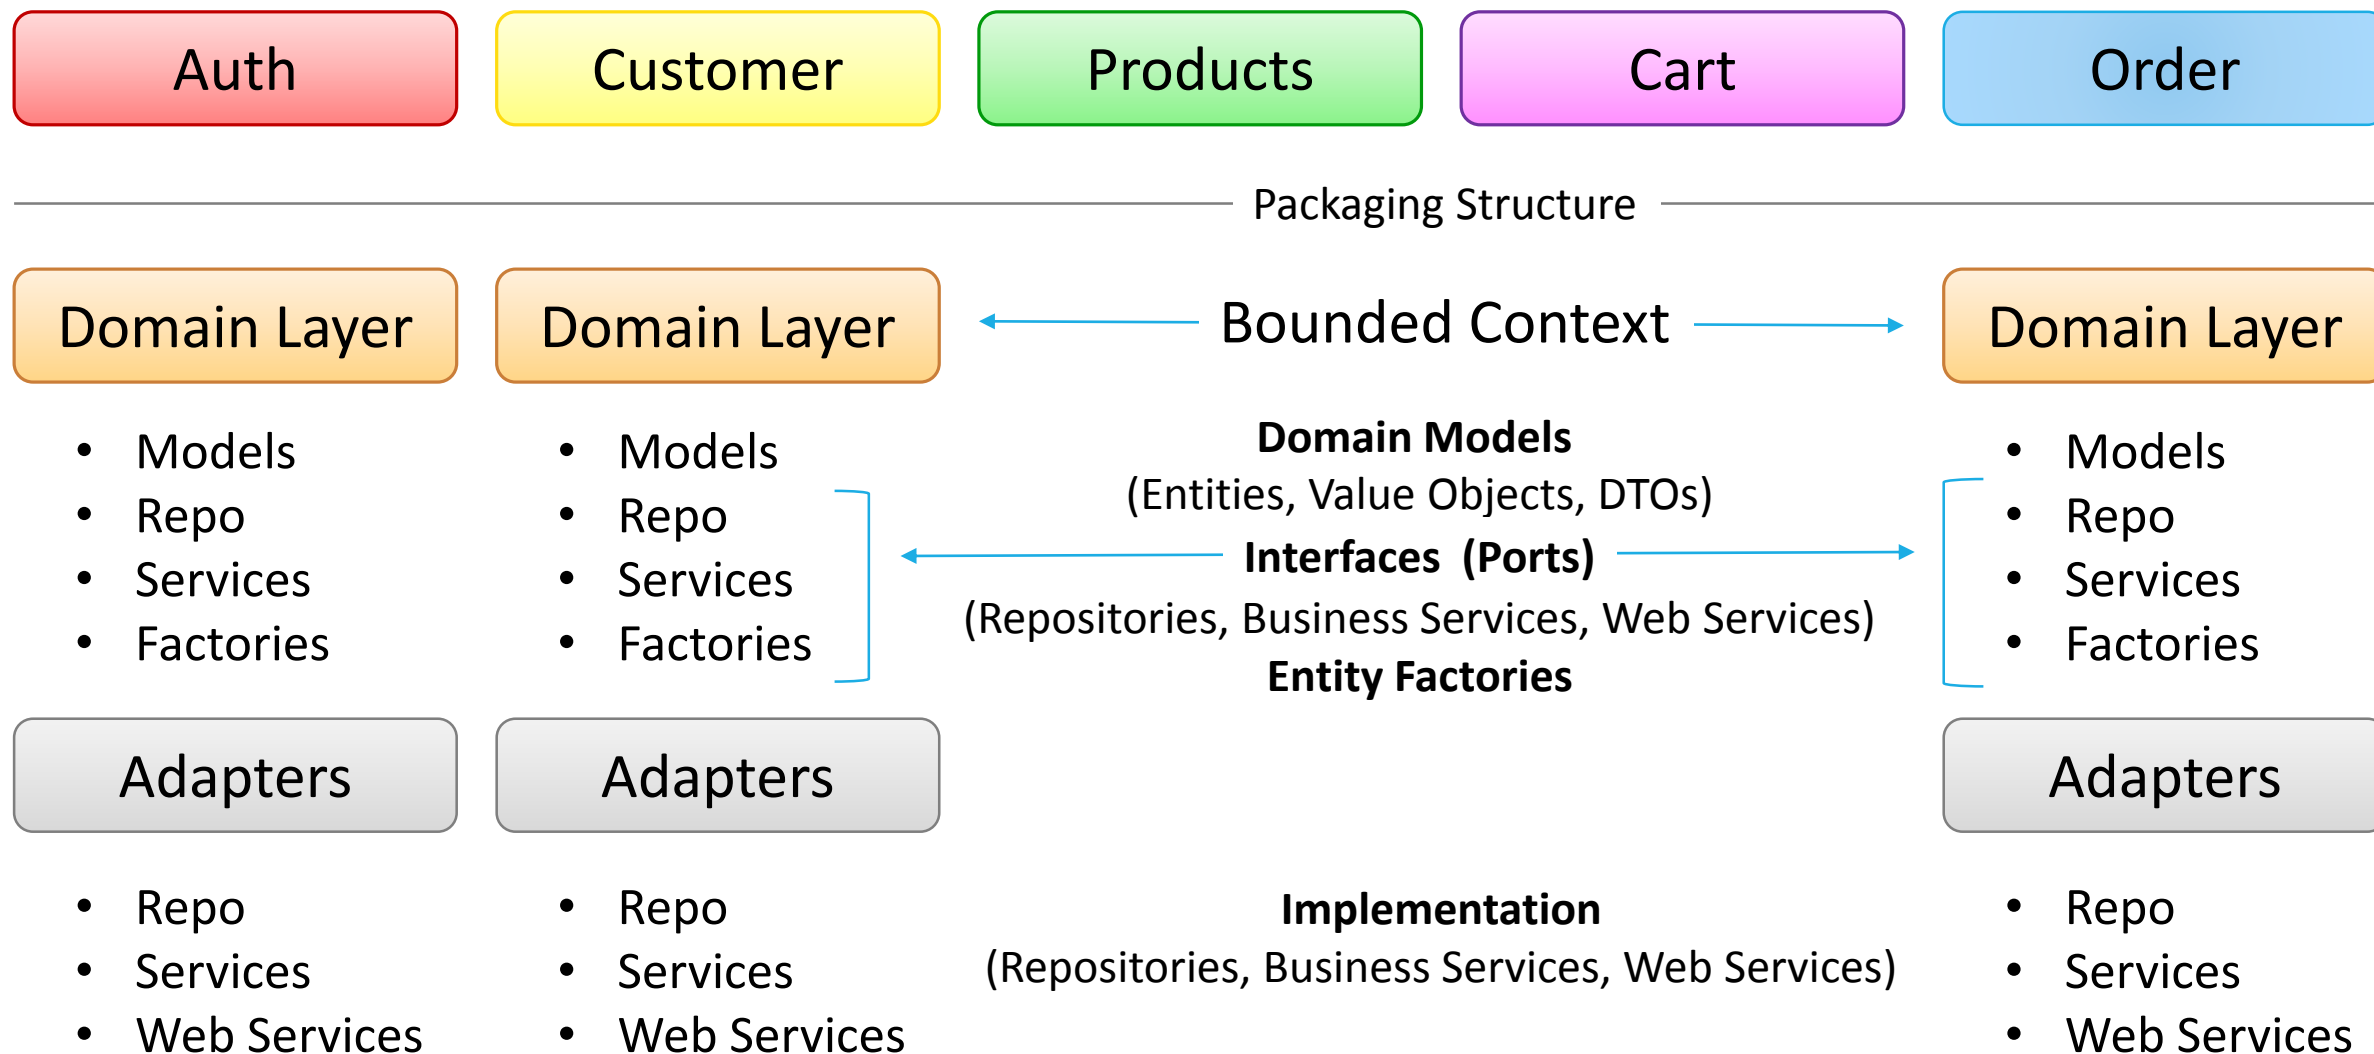 Auth
Customer
Products
Cart
Order
Packaging Structure
Domain Layer
Domain Layer
Bounded Context
Domain Layer
• Models
• Repo
• Services
• Factories
• Models
• Repo
• Services
• Factories
Domain Models
(Entities, Value Objects, DTOs)
Interfaces (Ports)
(Repositories, Business Services, Web Services)
Entity Factories
• Models
• Repo
• Services
• Factories
Adapters
Adapters
Adapters
• Repo
• Services
• Web Services
• Repo
• Services
• Web Services
Implementation
(Repositories, Business Services, Web Services)
• Repo
• Services
• Web Services